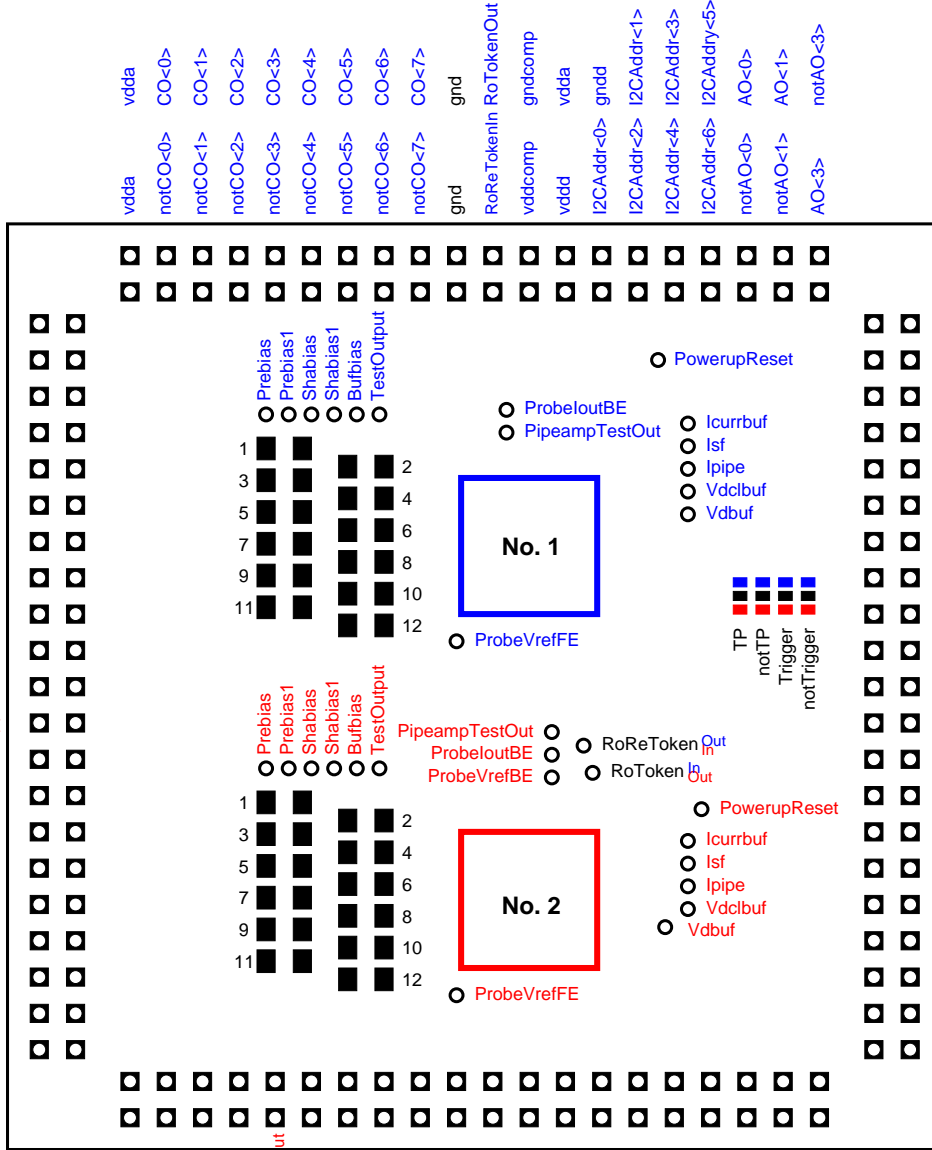 vdda CO<0> CO<1> CO<2> CO<3> CO<4> CO<5> CO<6> CO<7> gnd RoTokenOut gndcomp vdda gndd I2CAddr<1> I2CAddr<3> I2CAddry<5> AO<0> AO<1> notAO<3>
vdda notCO<0> notCO<1> notCO<2> notCO<3> notCO<4> notCO<5> notCO<6> notCO<7> gnd RoReTokenIn vddcomp vddd I2CAddr<0> I2CAddr<2> I2CAddr<4> I2CAddr<6> notAO<0> notAO<1> AO<3>
Prebias
Prebias1
Shabias
Shabias1
Bufbias
TestOutput
PowerupReset
ProbeIoutBE
PipeampTestOut
Icurrbuf
Isf
Ipipe
Vdclbuf
Vdbuf
1
2
3
4
5
6
7
8
9
10
11
12
No. 1
ProbeVrefFE
TP
notTP
Trigger
notTrigger
Prebias
Prebias1
Shabias
Shabias1
Bufbias
TestOutput
PipeampTestOut
ProbeIoutBE
ProbeVrefBE
RoReToken Out In
RoToken In Out
PowerupReset
Icurrbuf
Isf
Ipipe
Vdclbuf
Vdbuf
1
2
3
4
5
6
7
8
9
10
11
12
No. 2
ProbeVrefFE
ut